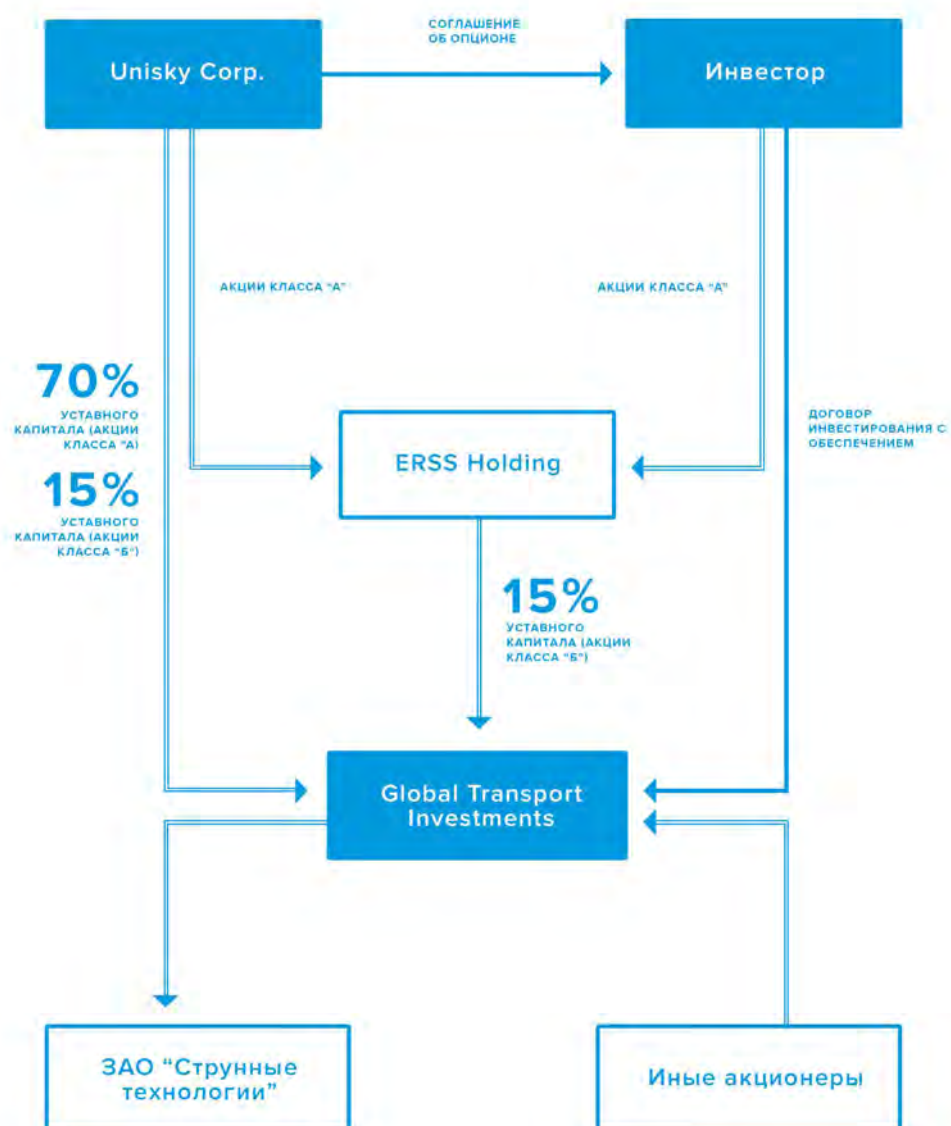 СОГЛАШЕНИЕ
ОБ ОПЦИОНЕ
Unisky Corp.
Инвестор
АКЦИИ КЛАССА "А"
АКЦИИ КЛАССА "А"
70%
УСТАВНОГО
КАПИТАЛА (АКЦИИ
КЛАССА "А)
15%
УСТАВНОГО
КАПИТАЛА (АКЦИИ
КЛАССА "Б")
ERSS Holding
ДОГОВОР
ИНВЕСТИРОВАНИЯ С
ОБЕСПЕЧЕНИЕМ
15%
УСТАВНОГО
КАПИТАЛА (АКЦИИ
КЛАССА "Б")
Global Transport
Investments
ЗАО “Струнные
технологии”
Иные акционеры